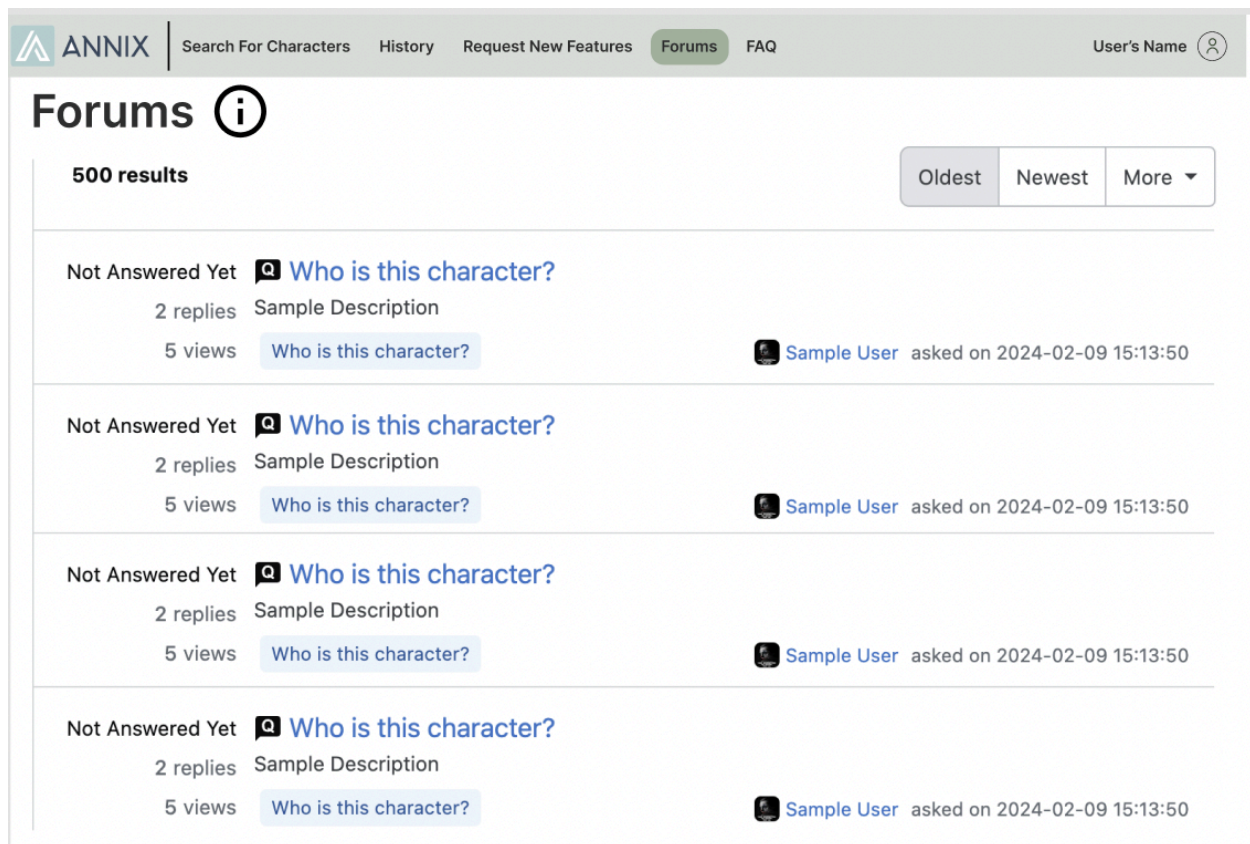 ANNIX Search For Characters History Request New Features Forums FAQ User's Name
Forums
500 results Oldest Newest More
Not Answered Yet Q Who is this character?
2 replies Sample Description
5 views Who is this character? Sample User asked on 2024-02-09 15:13:50
Not Answered Yet Q Who is this character?
2 replies Sample Description
5 views Who is this character? Sample User asked on 2024-02-09 15:13:50
Not Answered Yet Q Who is this character?
2 replies Sample Description
5 views Who is this character? Sample User asked on 2024-02-09 15:13:50
Not Answered Yet Q Who is this character?
2 replies Sample Description
5 views Who is this character? Sample User asked on 2024-02-09 15:13:50